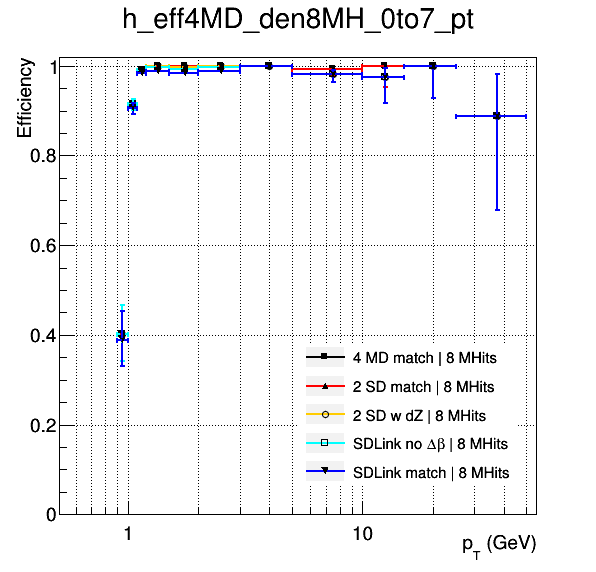 h_eff4MD_den8MH_0to7_pt
Efficiency
1
0.8
0.6
0.4
0.2
0
4 MD match | 8 MHits
2 SD match | 8 MHits
2 SD w dZ | 8 MHits
SDLink no Δβ | 8 MHits
SDLink match | 8 MHits
1
10
p_T (GeV)